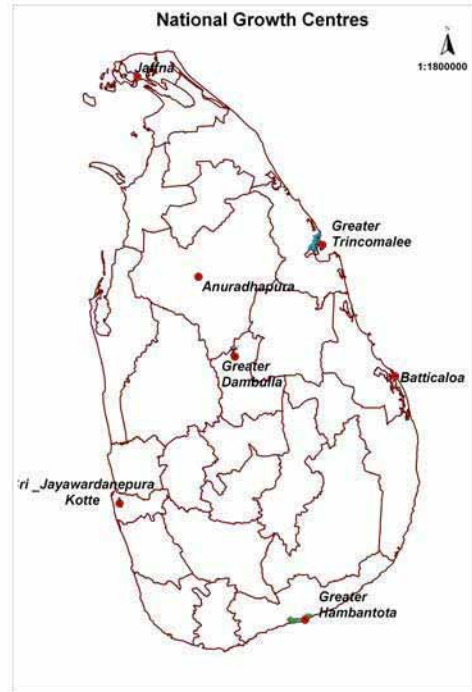 National Growth Centres
1:1800000
Jaffna
Greater
Trincomalee
Anuradhapura
Greater
Dambulla
Batticaloa
ri _Jayawardanepura
Kotte
Greater
Hambantota